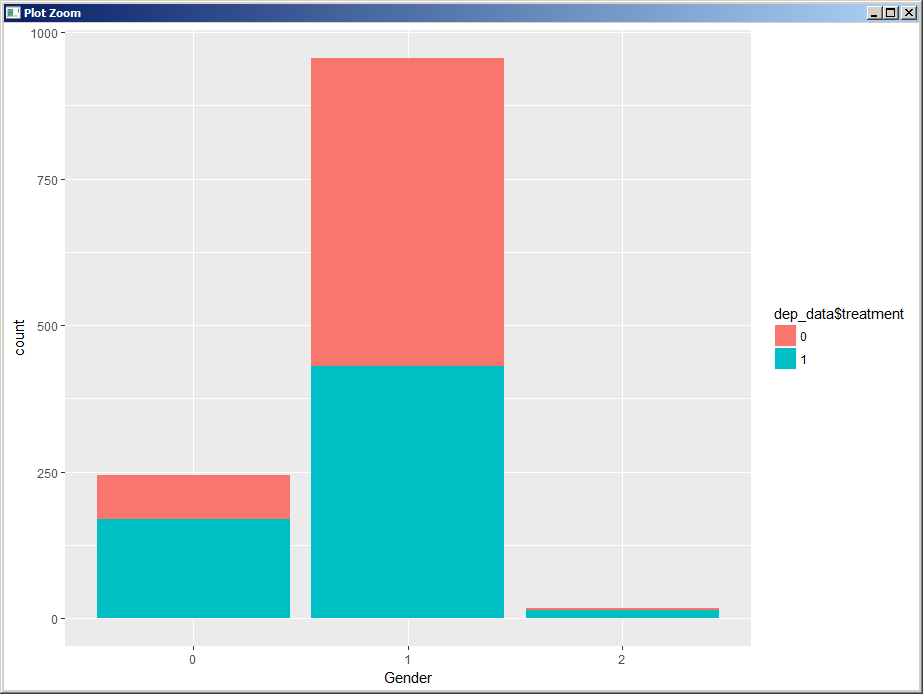 Plot Zoom
1000
750
500
250
0
count
0 1 2
Gender
dep_data$treatment
0
1